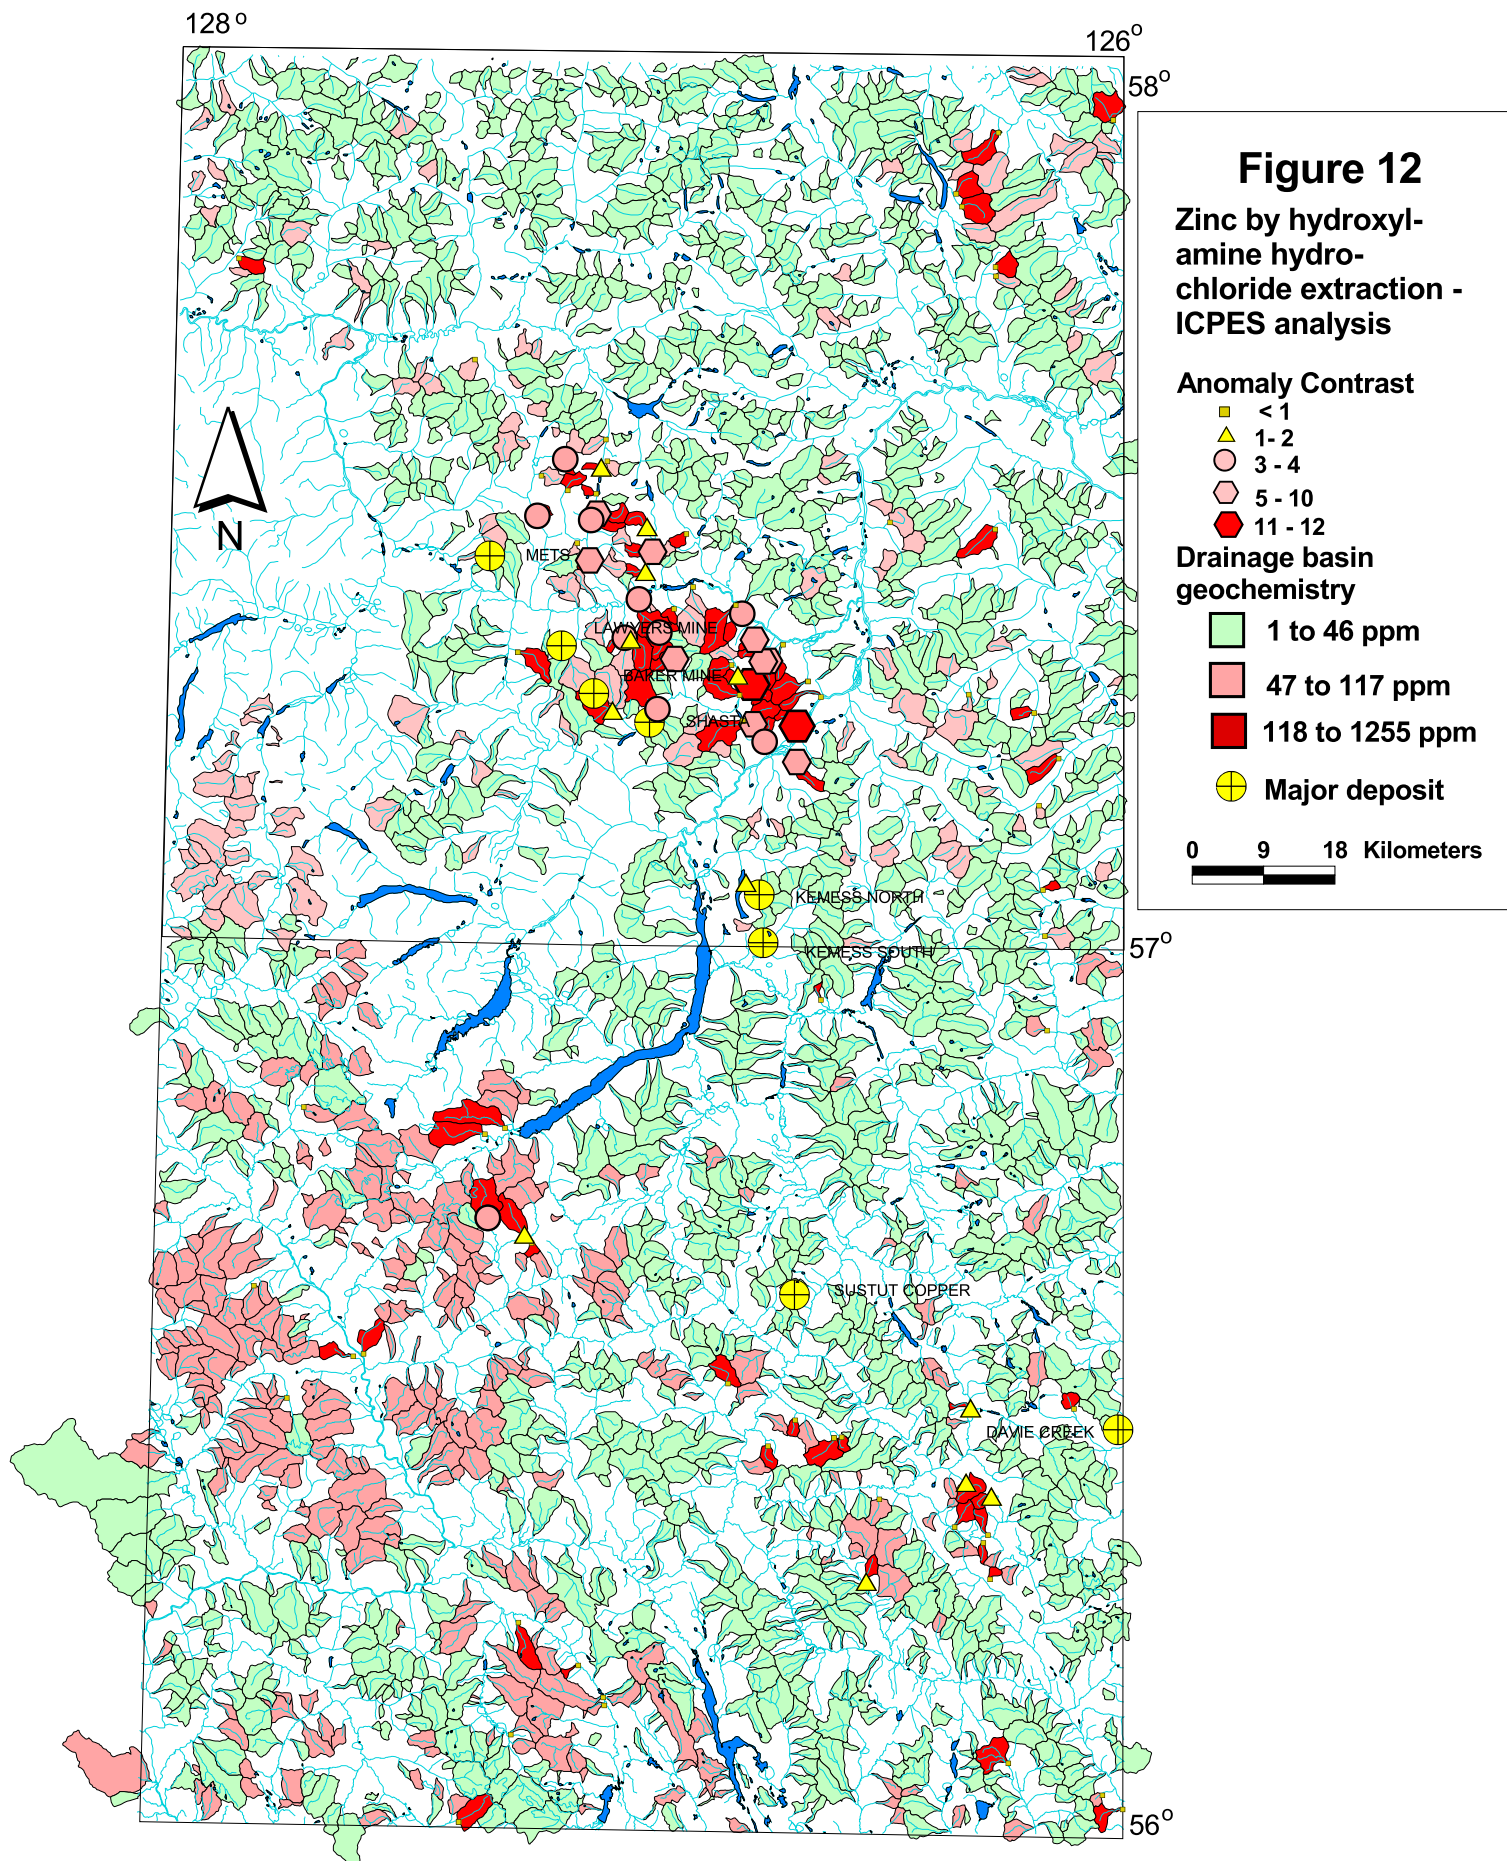 128 o
126 o
58 o
Figure 12
Zinc by hydroxyl-
amine hydro-
chloride extraction -
ICPES analysis
Anomaly Contrast
< 1
1- 2
3 - 4
5 - 10
11 - 12
Drainage basin
geochemistry
1 to 46 ppm
47 to 117 ppm
118 to 1255 ppm
Major deposit
0 9 18 Kilometers
N
METS
LAWYERS MINE
BAKER MINE
SHASTA
KEMESS NORTH
57 o
KEMESS SOUTH
SUSTUT COPPER
DAVIE CREEK
56 o